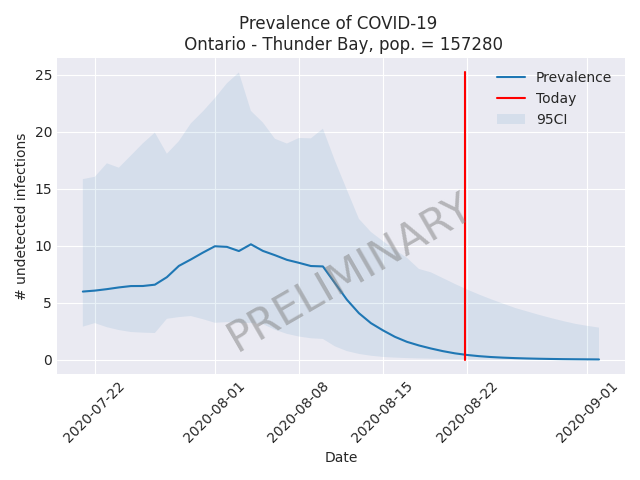 Prevalence of COVID-19
Ontario - Thunder Bay, pop. = 157280
25
20
15
10
5
0
# undetected infections
Prevalence
Today
95CI
PRELIMINARY
2020-07-22
2020-08-01
2020-08-08
2020-08-15
2020-08-22
2020-09-01
Date